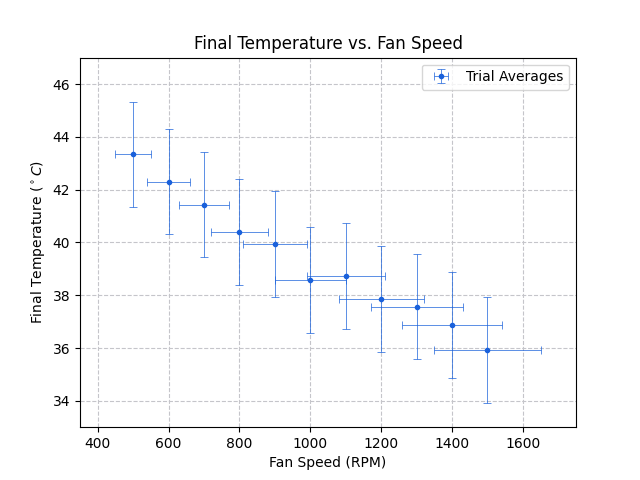 Final Temperature vs. Fan Speed
Trial Averages
46
44
42
40
38
36
34
Final Temperature (°C)
400 600 800 1000 1200 1400 1600
Fan Speed (RPM)